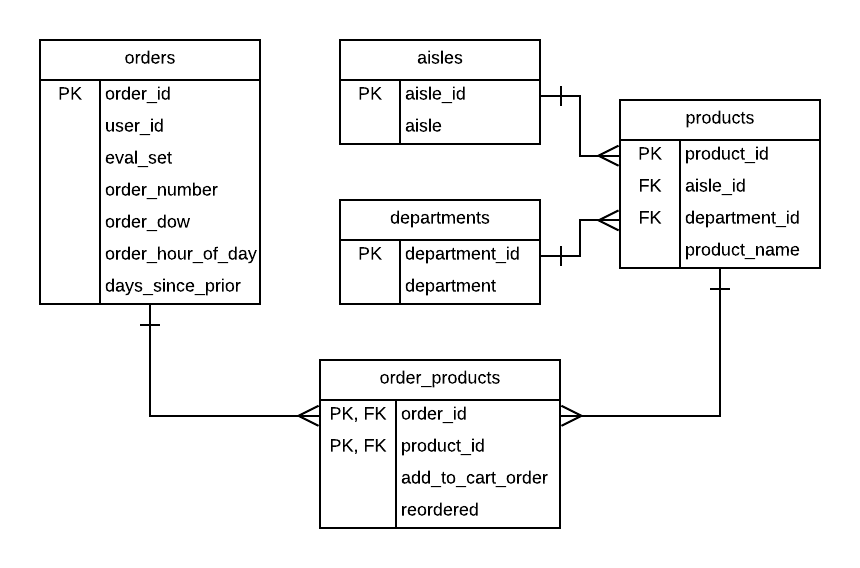 orders
PK order_id
user_id
eval_set
order_number
order_dow
order_hour_of_day
days_since_prior
aisles
PK aisle_id
aisle
departments
PK department_id
department
products
PK product_id
FK aisle_id
FK department_id
product_name
order_products
PK, FK order_id
PK, FK product_id
add_to_cart_order
reordered